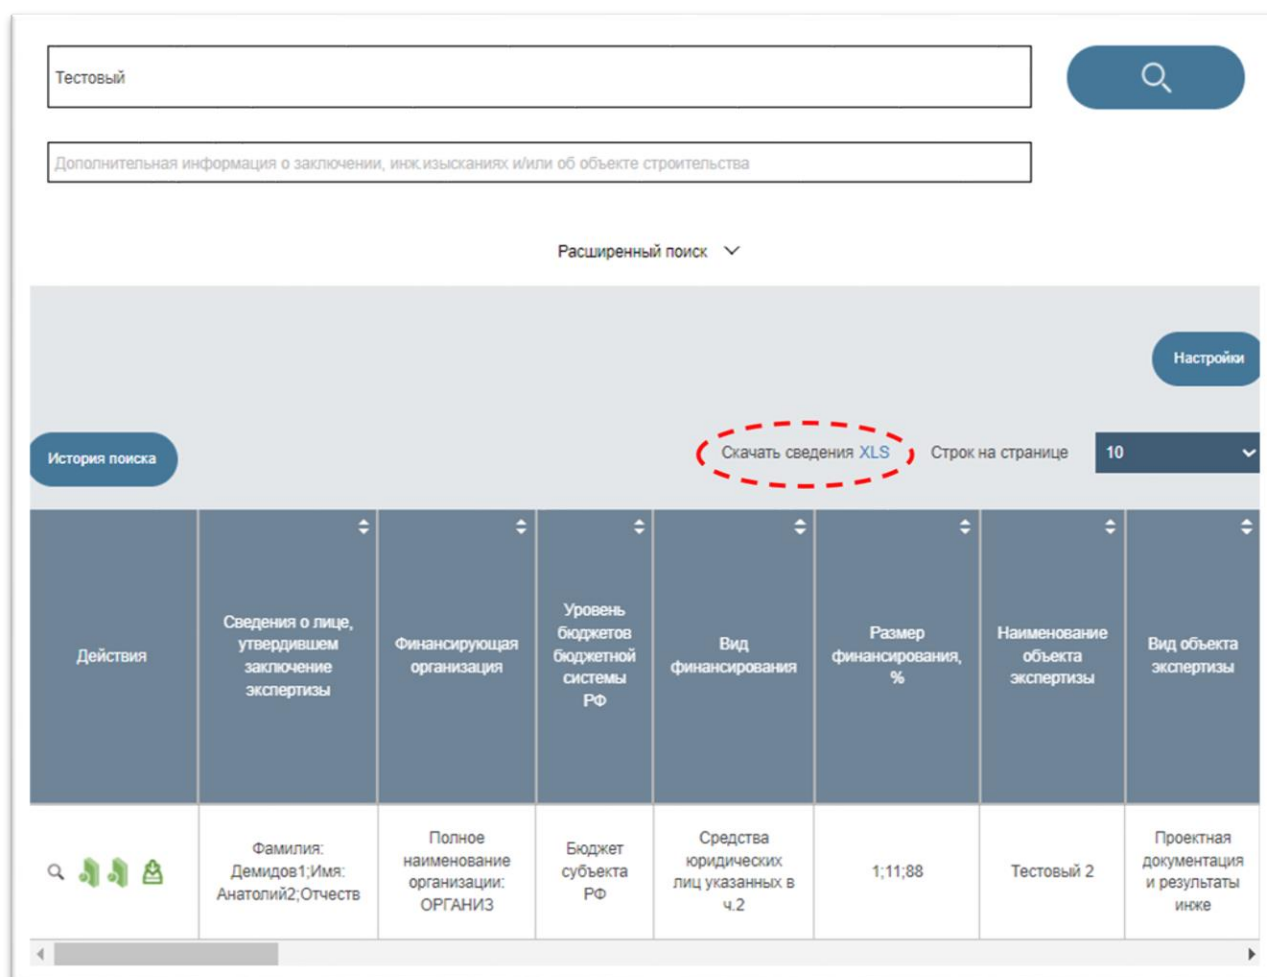 Тестовый
Дополнительная информация о заключении, инж.изысканиях и/или об объекте строительства
Расширенный поиск
Настройки
История поиска
Скачать сведения XLS
Строк на странице
10
Действия
Сведения о лице,
утвердившем
заключение
экспертизы
Финансирующая
организация
Уровень
бюджетов
бюджетной
системы
РФ
Вид
финансирования
Размер
финансирования,
%
Наименование
объекта
экспертизы
Вид объекта
экспертизы
Фамилия:
Демидов1;Имя:
Анатолий2;Отчеств
Полное
наименование
организации:
ОРГАНИЗ
Бюджет
субъекта
РФ
Средства
юридических
лиц указанных в
ч.2
1;11;88
Тестовый 2
Проектная
документация
и результаты
инже